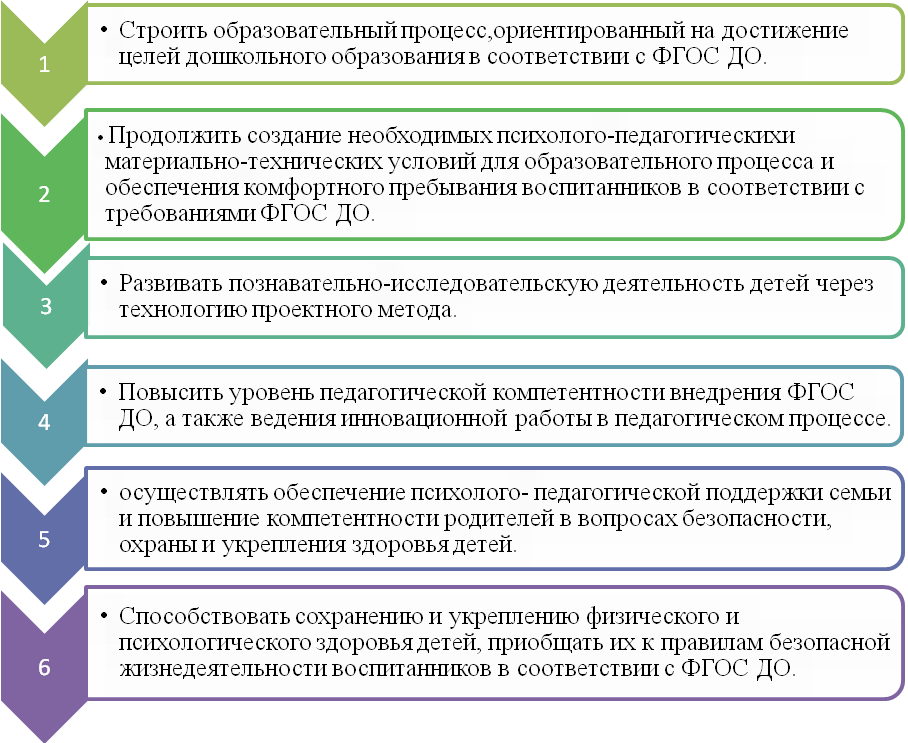 1
• Строить образовательный процесс,ориентированный на достижение
целей дошкольного образования в соответствии с ФГОС ДО.
2
• Продолжить создание необходимых психолого-педагогическихи
материально-технических условий для образовательного процесса и
обеспечения комфортного пребывания воспитанников в соответствии с
требованиями ФГОС ДО.
3
• Развивать познавательно-исследовательскую деятельность детей через
технологию проектного метода.
4
• Повысить уровень педагогической компетентности внедрения ФГОС
ДО, а также ведения инновационной работы в педагогическом процессе.
5
• осуществлять обеспечение психолого- педагогической поддержки семьи
и повышение компетентности родителей в вопросах безопасности,
охраны и укрепления здоровья детей.
6
• Способствовать сохранению и укреплению физического и
психологического здоровья детей, приобщать их к правилам безопасной
жизнедеятельности воспитанников в соответствии с ФГОС ДО.